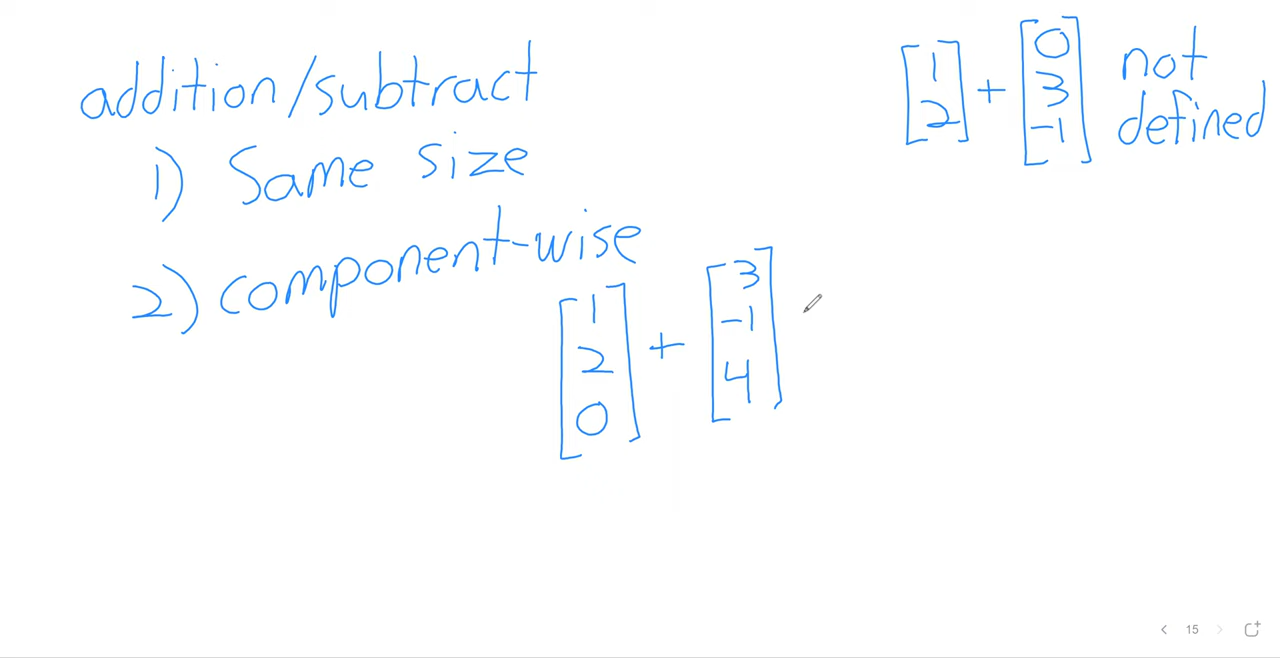 addition/subtract
1) Same size
2) component-wise
[1 2 0] + [3 -1 4]
[1 2] + [0 3 -1] not defined
< 15 >